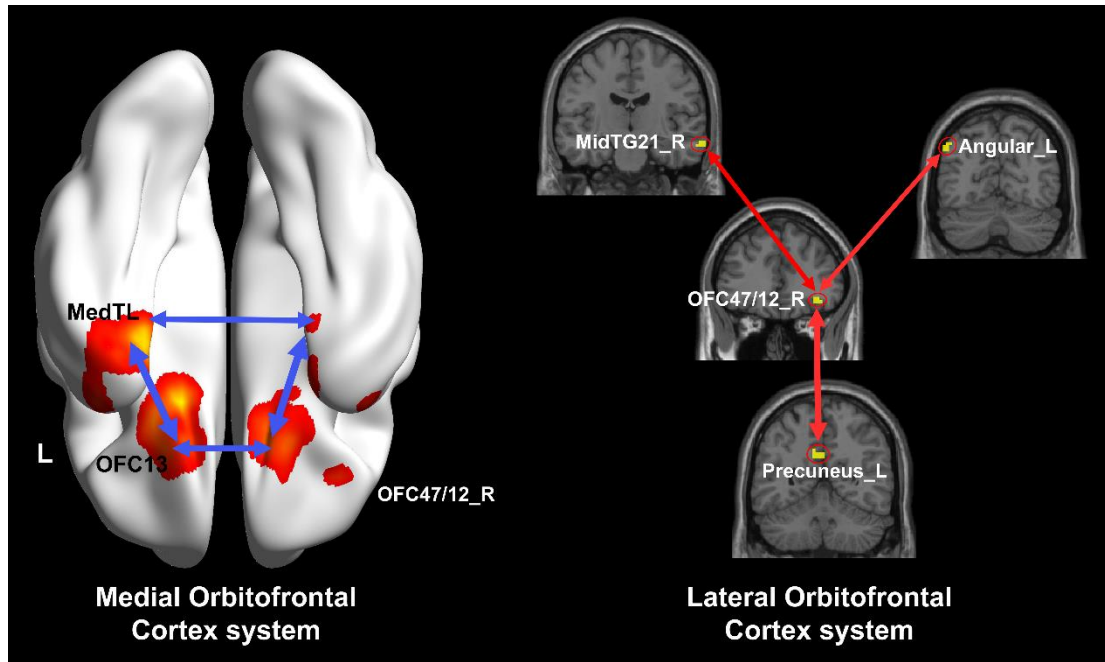 MedTL
L
OFC13
OFC47/12_R
Medial Orbitofrontal
Cortex system
MidTG21_R
Angular_L
OFC47/12_R
Precuneus_L
Lateral Orbitofrontal
Cortex system